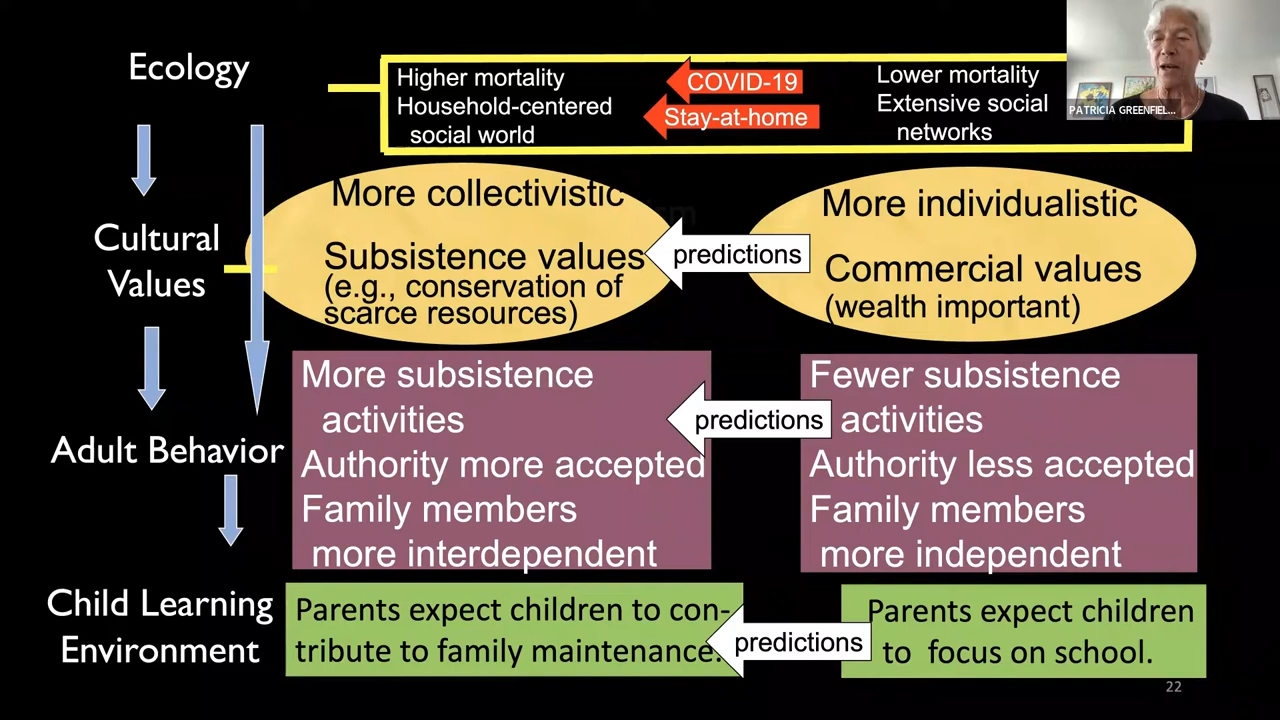 Ecology
Higher mortality
Household-centered
social world
COVID-19
Stay-at-home
Lower mortality
Extensive social
networks
PATRICIA GREENFIEL...
Cultural
Values
More collectivistic
Subsistence values
(e.g., conservation of
scarce resources)
predictions
More individualistic
Commercial values
(wealth important)
Adult Behavior
More subsistence
activities
Authority more accepted
Family members
more interdependent
predictions
Fewer subsistence
activities
Authority less accepted
Family members
more independent
Child Learning
Environment
Parents expect children to con-
tribute to family maintenance.
predictions
Parents expect children
to focus on school.
22